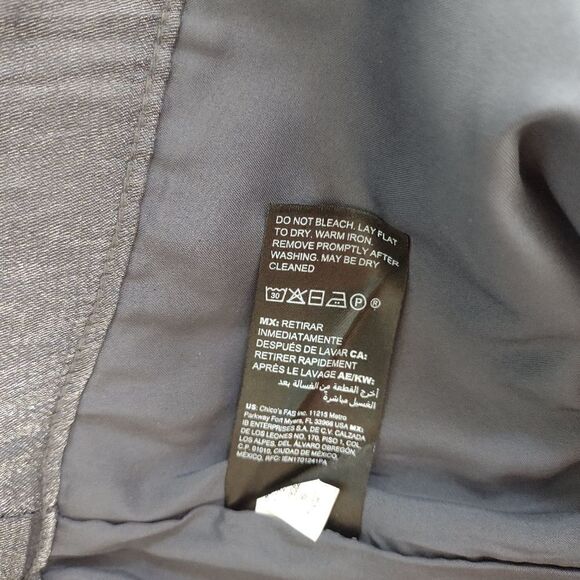 DO NOT BLEACH. LAY FLAT
TO DRY. WARM IRON.
REMOVE PROMPTLY AFTER
WASHING. MAY BE DRY
CLEANED
30 P ®
MX: RETIRAR
INMEDIATAMENTE
DESPUÉS DE LAVAR CA:
RETIRER RAPIDEMENT
APRÈS LE LAVAGE AE/KW:
أخرج القطعة من الغسالة بعد
الغسيل مباشرة
US: Chico's FAS Inc. 11215 Metro
Parkway Fort Myers, FL 33966 USA MX:
IB ENTERPRISES S.A. DE C.V. CALZADA
DE LOS LEONES NO. 170, PISO 1, COL.
LOS ALPES, DEL. ÁLVARO OBREGÓN,
C.P. 01010, CIUDAD DE MÉXICO,
MÉXICO. RFC: IEN1701241PA